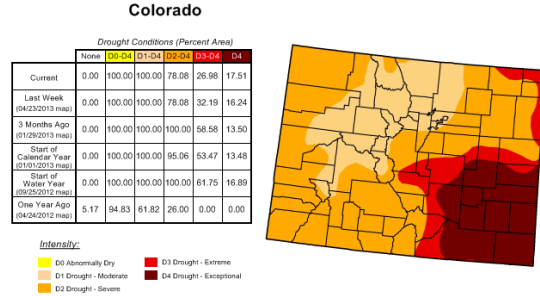 Colorado
Drought Conditions (Percent Area)
None D0-D4 D1-D4 D2-D4 D3-D4 D4
Current 0.00 100.00 100.00 78.08 26.98 17.51
Last Week
(04/23/2013 map) 0.00 100.00 100.00 78.08 32.19 16.24
3 Months Ago
(01/29/2013 map) 0.00 100.00 100.00 100.00 58.58 13.50
Start of
Calendar Year
(01/01/2013 map) 0.00 100.00 100.00 95.06 53.47 13.48
Start of
Water Year
(09/25/2012 map) 0.00 100.00 100.00 100.00 61.75 16.89
One Year Ago
(04/24/2012 map) 5.17 94.83 61.82 26.00 0.00 0.00
Intensity:
D0 Abnormally Dry D3 Drought - Extreme
D1 Drought - Moderate D4 Drought - Exceptional
D2 Drought - Severe